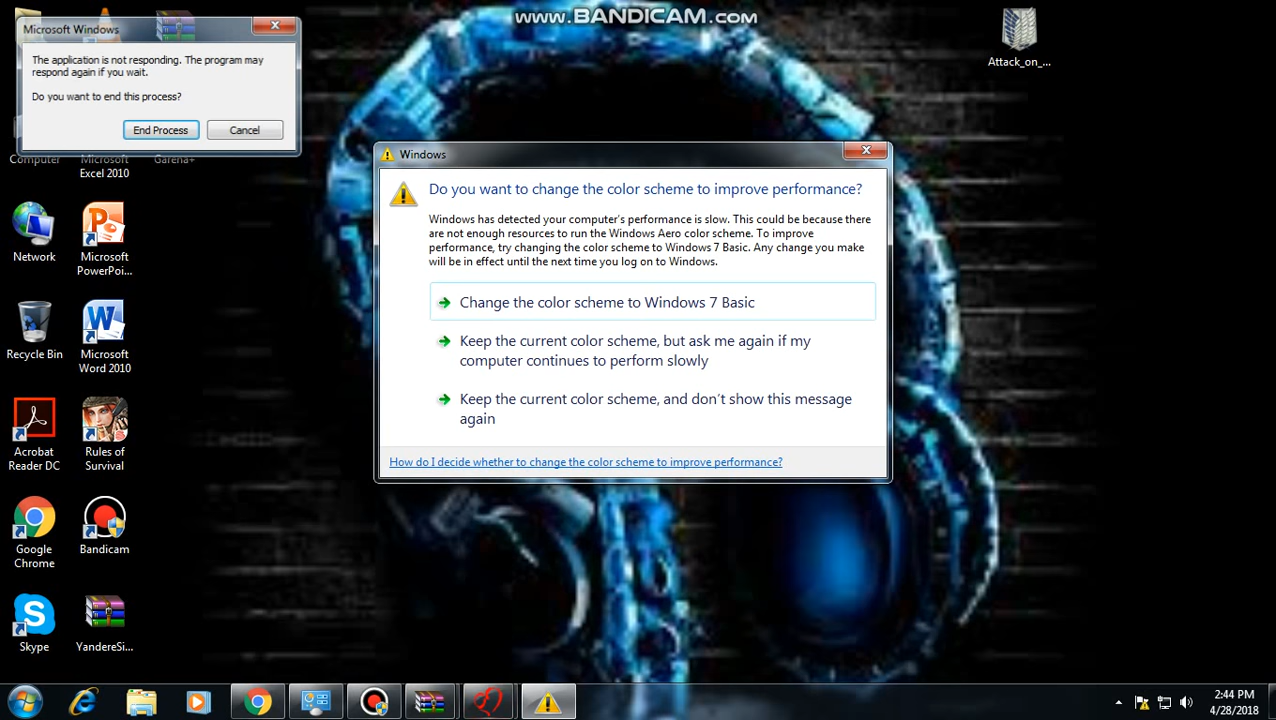 www.BANDICAM.com
Microsoft Windows
The application is not responding. The program may
respond again if you wait.
Do you want to end this process?
End Process
Cancel
Attack_on_...
Computer
Microsoft
Excel 2010
Garena+
Network
Microsoft
PowerPoi...
Recycle Bin
Microsoft
Word 2010
Acrobat
Reader DC
Rules of
Survival
Google
Chrome
Bandicam
Skype
YandereSi...
Windows
Do you want to change the color scheme to improve performance?
Windows has detected your computer's performance is slow. This could be because there
are not enough resources to run the Windows Aero color scheme. To improve
performance, try changing the color scheme to Windows 7 Basic. Any change you make
will be in effect until the next time you log on to Windows.
Change the color scheme to Windows 7 Basic
Keep the current color scheme, but ask me again if my
computer continues to perform slowly
Keep the current color scheme, and don't show this message
again
How do I decide whether to change the color scheme to improve performance?
2:44 PM
4/28/2018